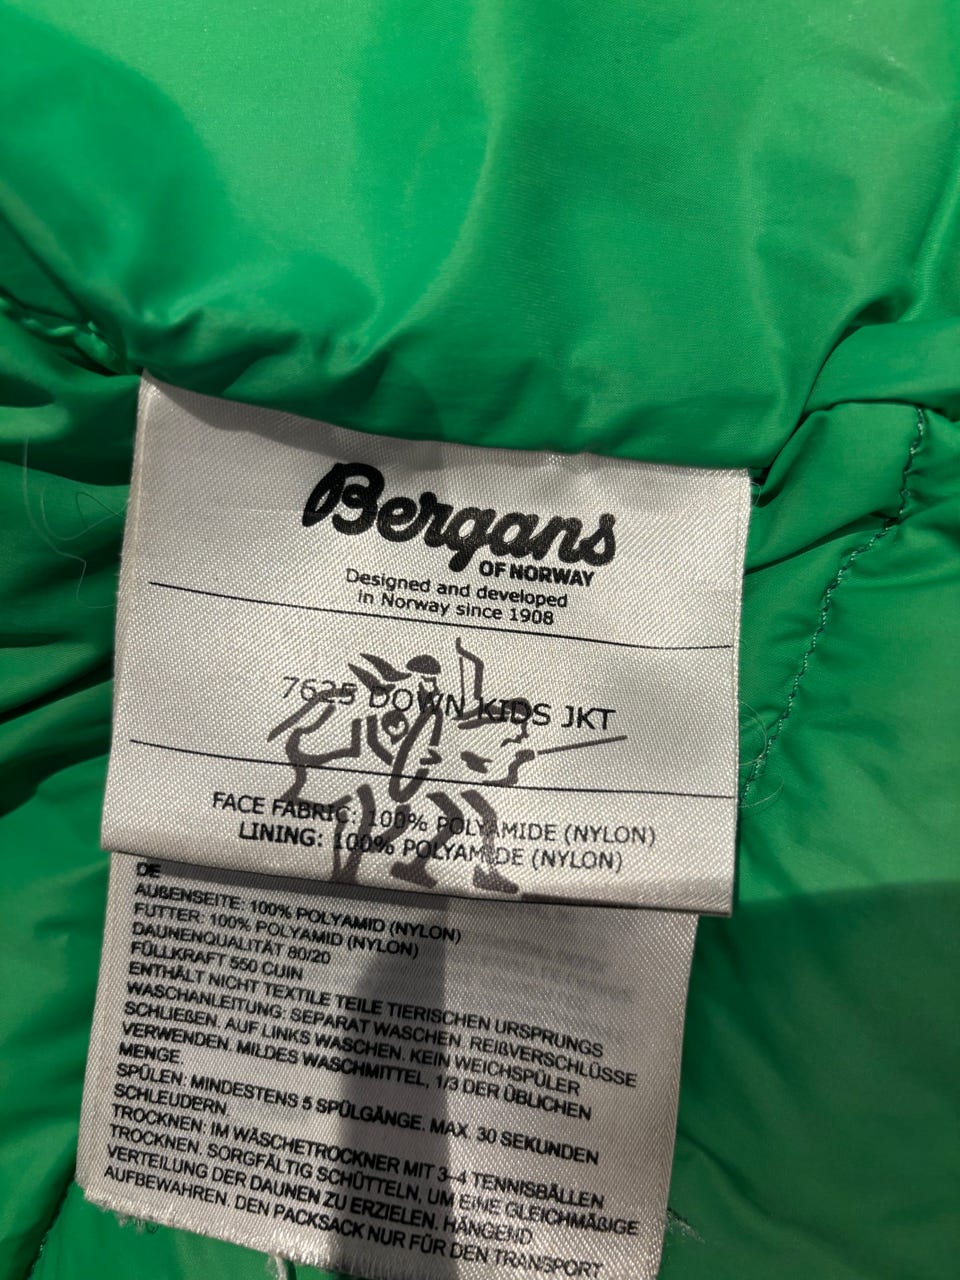 Bergans
OF NORWAY
Designed and developed
in Norway since 1908
7625 DOWN KIDS JKT
FACE FABRIC: 100% POLYAMIDE (NYLON)
LINING: 100% POLYAMIDE (NYLON)
DE
AUßENSEITE: 100% POLYAMID (NYLON)
FUTTER: 100% POLYAMID (NYLON)
DAUNENQUALITÄT 80/20
FÜLLKRAFT 550 CUIN
ENTHÄLT NICHT TEXTILE TEILE TIERISCHEN URSPRUNGS
WASCHANLEITUNG: SEPARAT WASCHEN. REIßVERSCHLÜSSE
SCHLIEßEN. AUF LINKS WASCHEN. KEIN WEICHSPÜLER
VERWENDEN. MILDES WASCHMITTEL, 1/3 DER ÜBLICHEN
MENGE.
SPÜLEN: MINDESTENS 5 SPÜLGÄNGE. MAX. 30 SEKUNDEN
SCHLEUDERN.
TROCKNEN: IM WÄSCHETROCKNER MIT 3–4 TENNISBÄLLEN
TROCKNEN. SORGFÄLTIG SCHÜTTELN, UM EINE GLEICHMÄßIGE
VERTEILUNG DER DAUNEN ZU ERZIELEN. HÄNGEND
AUFBEWAHREN. DEN PACKSACK NUR FÜR DEN TRANSPORT